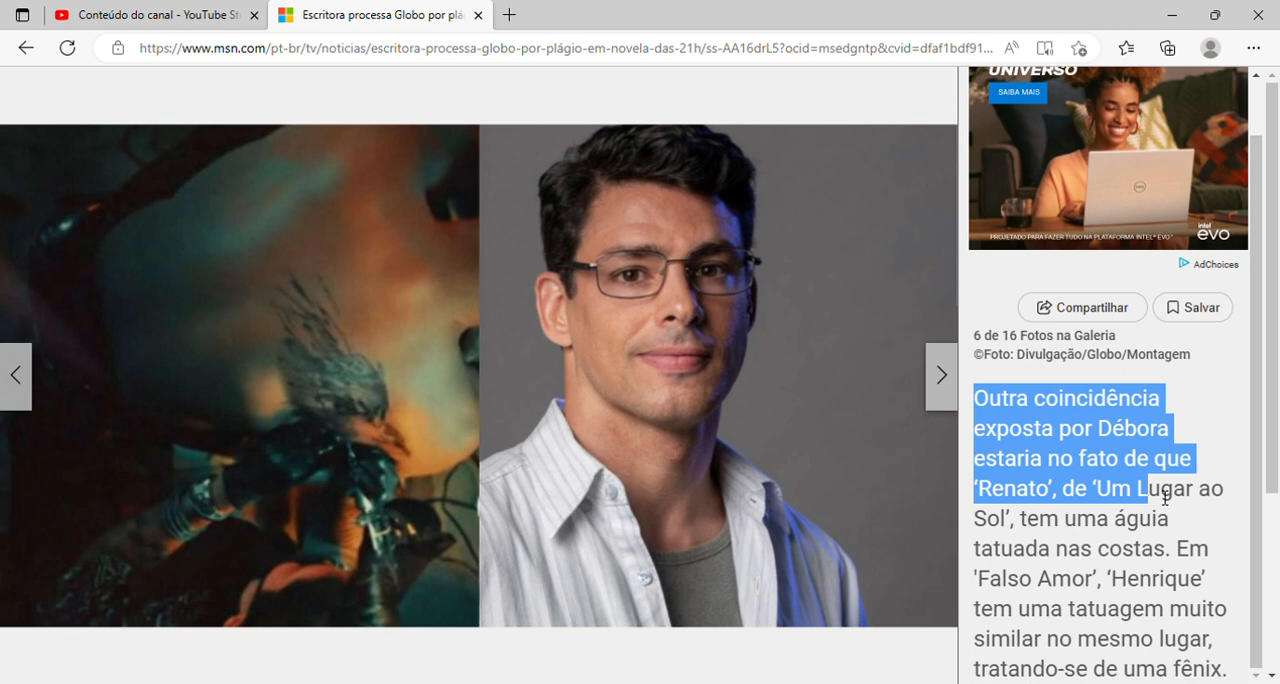 Conteúdo do canal - YouTube St
Escritora processa Globo por plá
https://www.msn.com/pt-br/tv/noticias/escritora-processa-globo-por-plágio-em-novela-das-21h/ss-AA16drL5?ocid=msedgntp&cvid=dfaf1bdf91...
UNIVERSO
SAIBA MAIS
DELL
PROJETADO PARA FAZER TUDO NA PLATAFORMA INTEL® EVO™
intel
evo
AdChoices
Compartilhar
Salvar
6 de 16 Fotos na Galeria
©Foto: Divulgação/Globo/Montagem
Outra coincidência
exposta por Débora
estaria no fato de que
‘Renato’, de ‘Um Lugar ao
Sol’, tem uma águia
tatuada nas costas. Em
'Falso Amor’, ‘Henrique’
tem uma tatuagem muito
similar no mesmo lugar,
tratando-se de uma fênix.